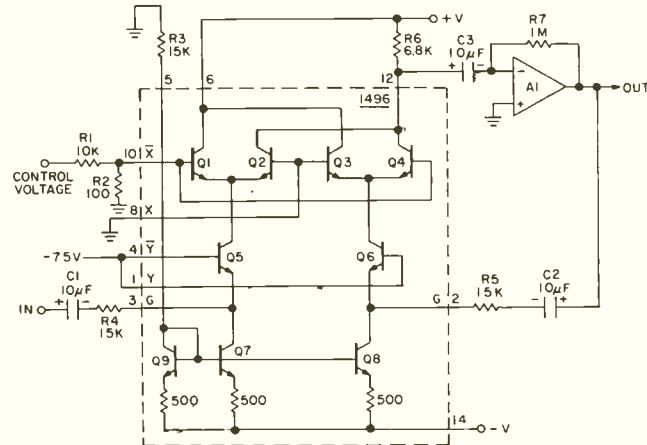 +V
R3
15K
R6
6.8K
C3
+ 10µF −
R7
1M
5
6
12
1496
−
+
A1
OUT
R1
10K
10 X̅
Q1
Q2
Q3
Q4
CONTROL
VOLTAGE
R2
100
8 X
-75V
4 Y̅
Q5
Q6
C1
10µF
1 Y
IN
+ −
3 G
R4
15K
G 2
R5
15K
C2
10µF
− +
Q9
Q7
Q8
500
500
500
14
-V